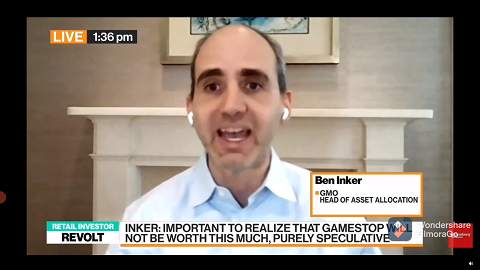 LIVE 1:36 pm
Ben Inker
GMO
HEAD OF ASSET ALLOCATION
RETAIL INVESTOR
REVOLT
INKER: IMPORTANT TO REALIZE THAT GAMESTOP
NOT BE WORTH THIS MUCH, PURELY SPECULATIVE
Wondershare